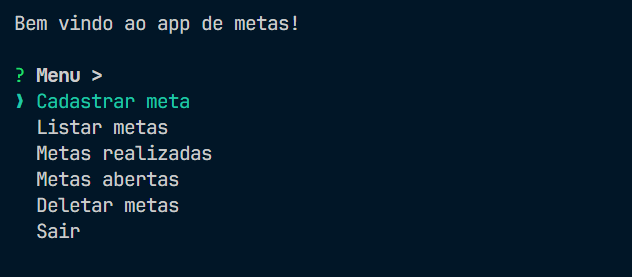 Bem vindo ao app de metas!
? Menu >
❯ Cadastrar meta
Listar metas
Metas realizadas
Metas abertas
Deletar metas
Sair